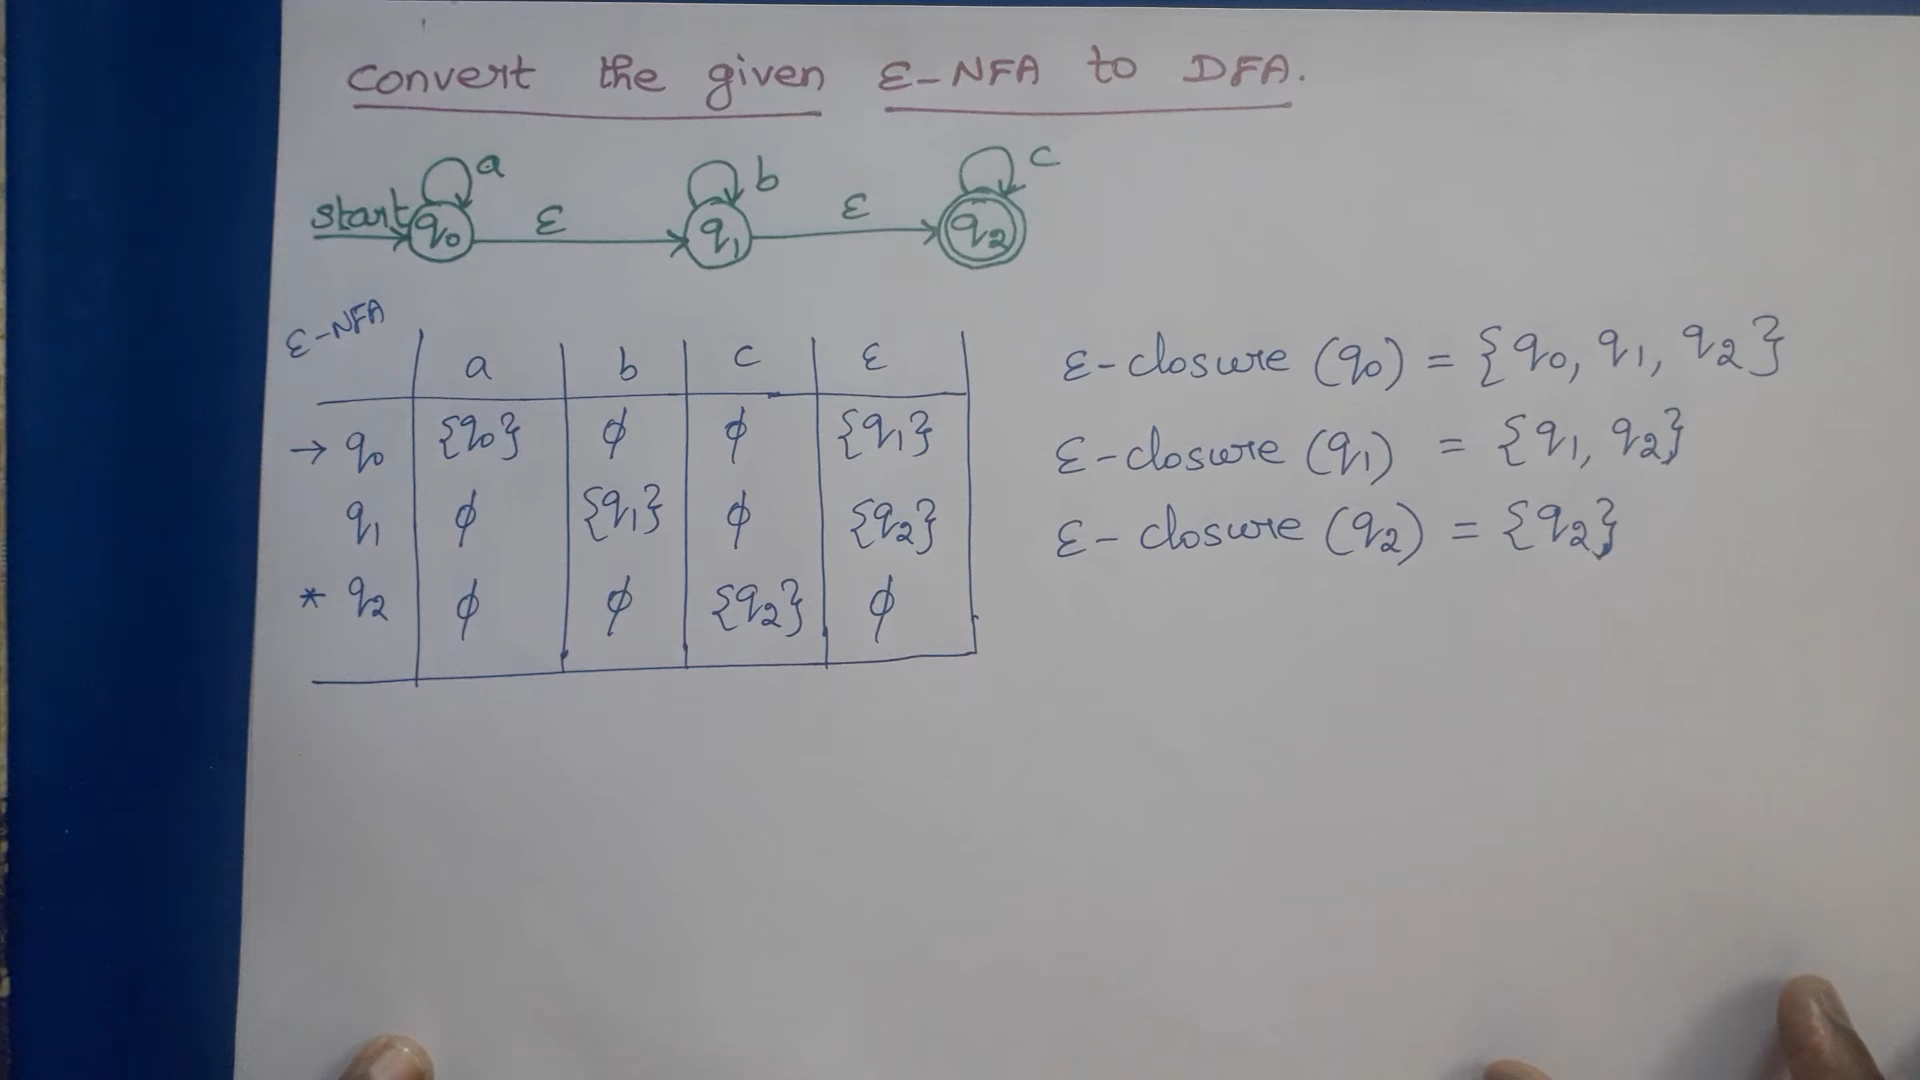 Convert the given ε-NFA to DFA.
a b c
start q0 ε q1 ε q2
ε-NFA
a b c ε
→ q0 {q0} ϕ ϕ {q1}
q1 ϕ {q1} ϕ {q2}
* q2 ϕ ϕ {q2} ϕ
ε-closure (q0) = {q0, q1, q2}
ε-closure (q1) = {q1, q2}
ε-closure (q2) = {q2}